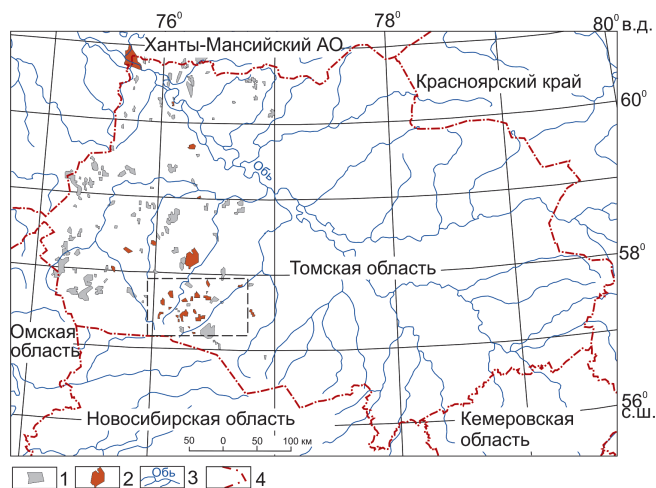 76⁰ 78⁰ 80⁰ в.д.
Ханты-Мансийский АО
Красноярский край
60⁰
Обь
58⁰
Томская область
Омская
область
56⁰
с.ш.
Новосибирская область
Кемеровская
область
50 0 50 100 км
1 2 Обь 3 4